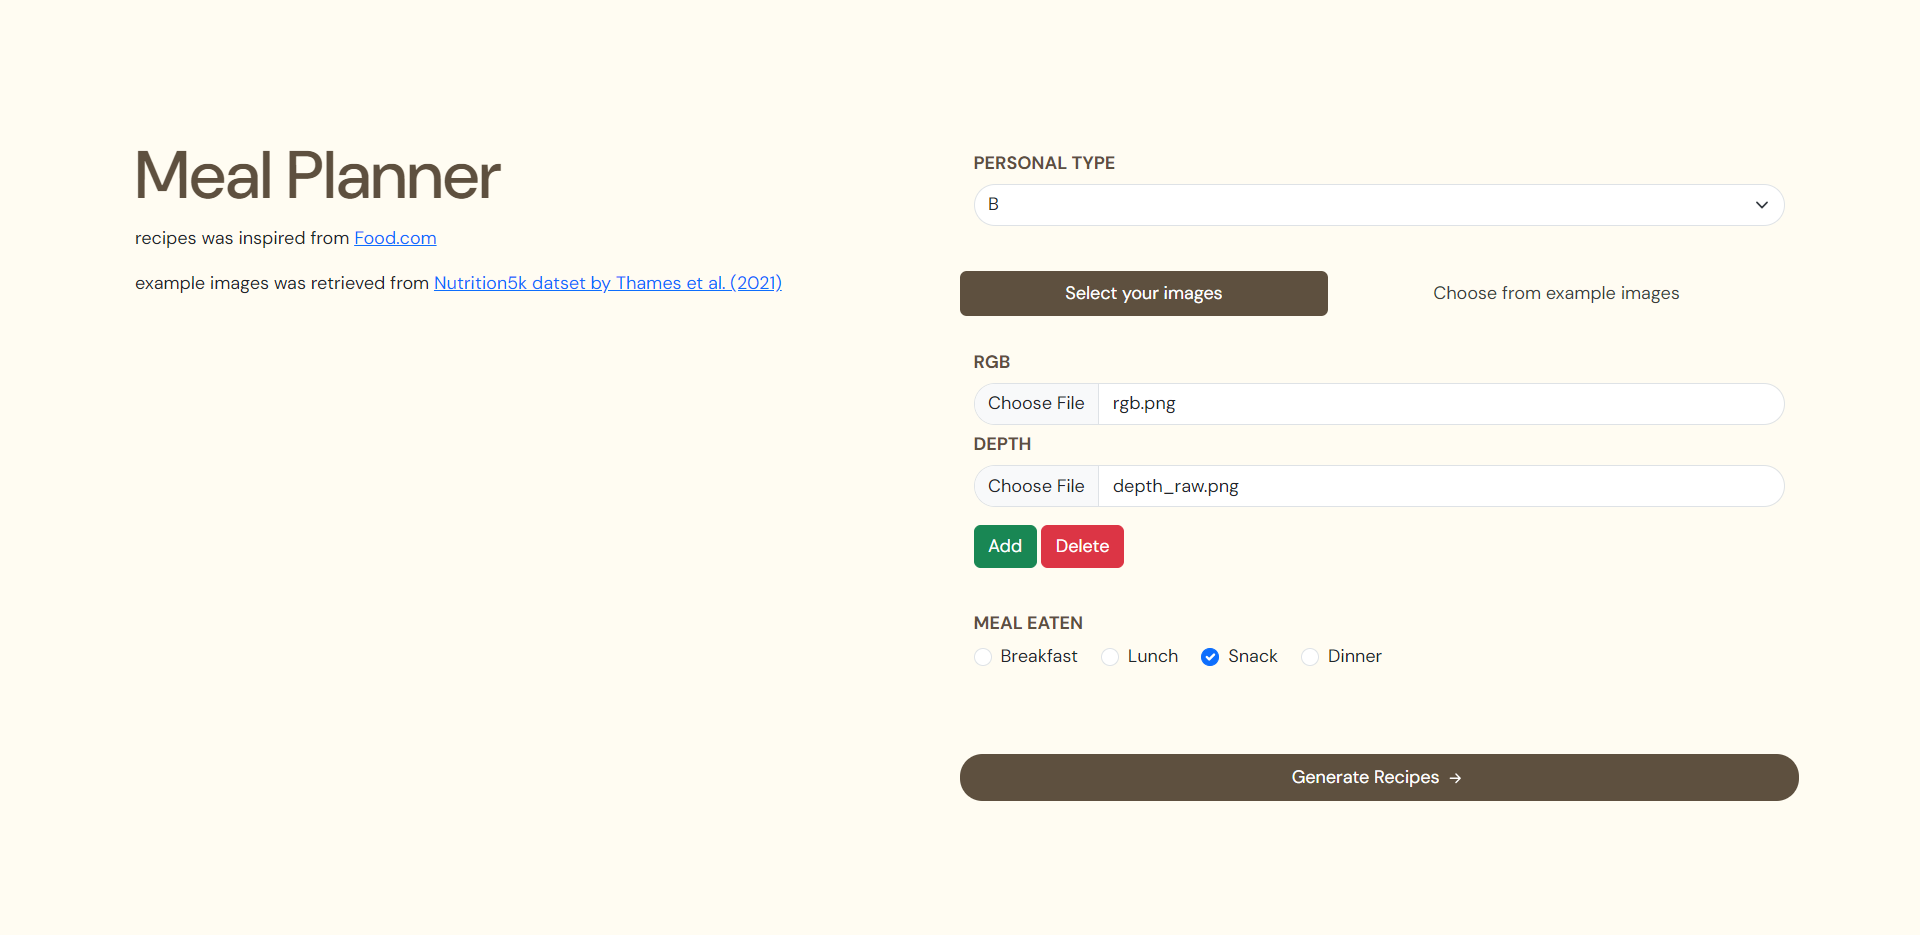 Meal Planner
recipes was inspired from Food.com
example images was retrieved from Nutrition5k datset by Thames et al. (2021)
PERSONAL TYPE
B
Select your images
Choose from example images
RGB
Choose File rgb.png
DEPTH
Choose File depth_raw.png
Add Delete
MEAL EATEN
Breakfast Lunch Snack Dinner
Generate Recipes →